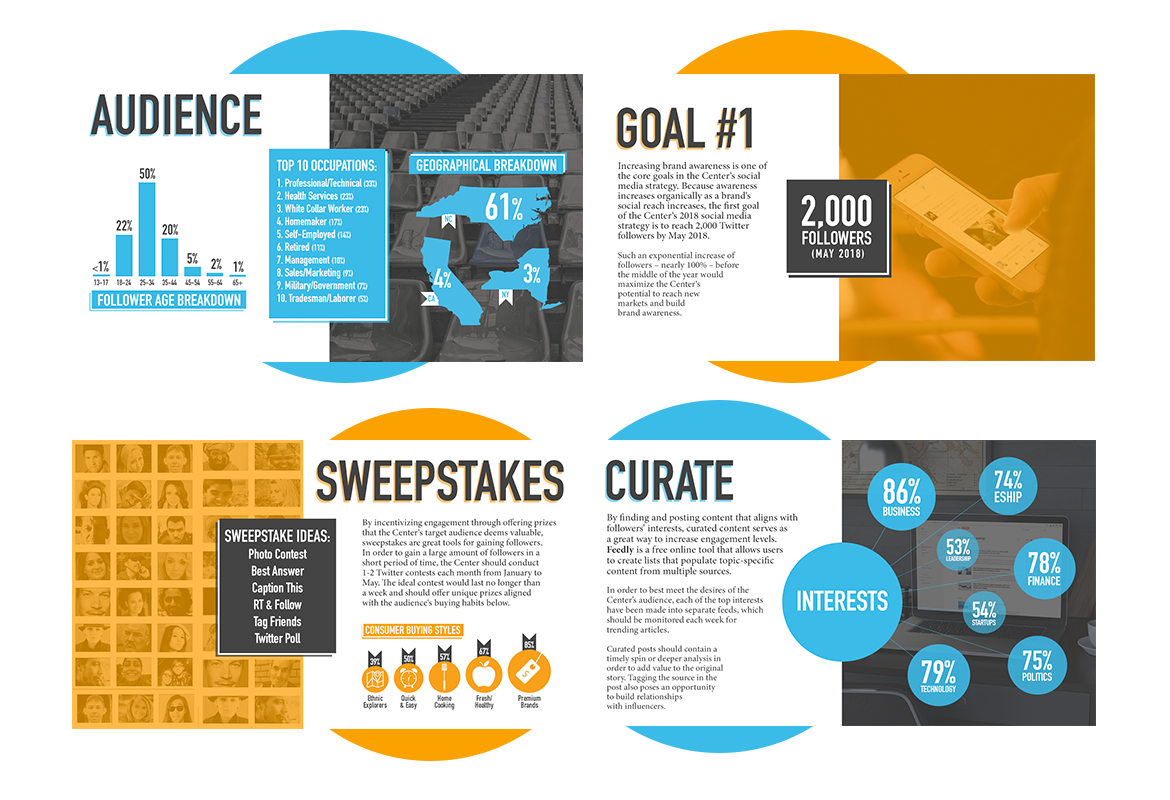 AUDIENCE
50%
22%
20%
5%
2%
<1%
1%
13–17
18–24
25–34
35–44
45–54
55–64
65+
FOLLOWER AGE BREAKDOWN
TOP 10 OCCUPATIONS:
1. Professional/Technical (33%)
2. Health Services (23%)
3. White Collar Worker (23%)
4. Homemaker (17%)
5. Self-Employed (14%)
6. Retired (11%)
7. Management (10%)
8. Sales/Marketing (9%)
9. Military/Government (7%)
10. Tradesman/Laborer (5%)
GEOGRAPHICAL BREAKDOWN
61%
NC
4%
CA
3%
NY
GOAL #1
Increasing brand awareness is one of
the core goals in the Center's social
media strategy. Because awareness
increases organically as a brand's
social reach increases, the first goal
of the Center's 2018 social media
strategy is to reach 2,000 Twitter
followers by May 2018.
Such an exponential increase of
followers – nearly 100% – before
the middle of the year would
maximize the Center's
potential to reach new
markets and build
brand awareness.
2,000
FOLLOWERS
(MAY 2018)
SWEEPSTAKES
SWEEPSTAKE IDEAS:
Photo Contest
Best Answer
Caption This
RT & Follow
Tag Friends
Twitter Poll
By incentivizing engagement through offering prizes
that the Center's target audience deems valuable,
sweepstakes are great tools for gaining followers.
In order to gain a large amount of followers in a
short period of time, the Center should conduct
1-2 Twitter contests each month from January to
May. The ideal contest would last no longer than
a week and should offer unique prizes aligned
with the audience's buying habits below.
CONSUMER BUYING STYLES
39%
50%
57%
67%
85%
Ethnic
Explorers
Quick
& Easy
Home
Cooking
Fresh/
Healthy
Premium
Brands
CURATE
By finding and posting content that aligns with
followers' interests, curated content serves as
a great way to increase engagement levels.
Feedly is a free online tool that allows users
to create lists that populate topic-specific
content from multiple sources.
In order to best meet the desires of the
Center's audience, each of the top interests
have been made into separate feeds, which
should be monitored each week for
trending articles.
Curated posts should contain a
timely spin or deeper analysis in
order to add value to the original
story. Tagging the source in the
post also poses an opportunity
to build relationships
with influencers.
INTERESTS
86%
BUSINESS
74%
ESHIP
53%
LEADERSHIP
78%
FINANCE
54%
STARTUPS
75%
POLITICS
79%
TECHNOLOGY